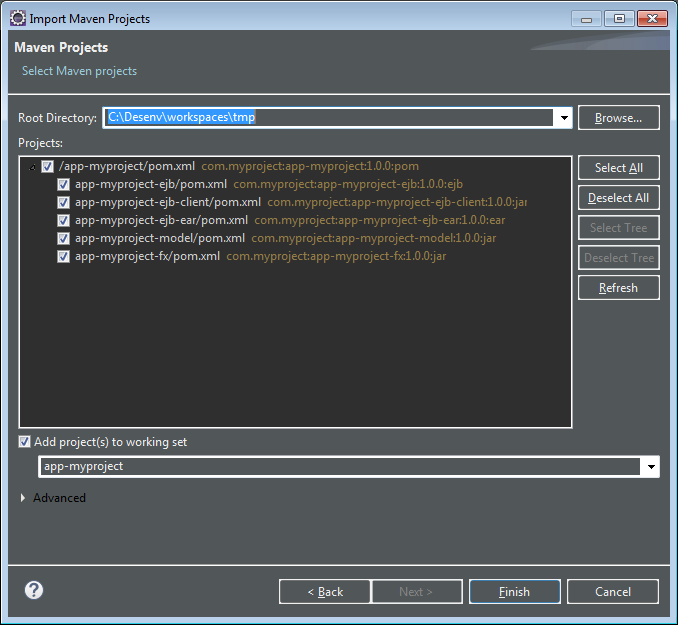 Import Maven Projects
Maven Projects
Select Maven projects
Root Directory: C:\Desenv\workspaces\tmp Browse...
Projects:
/app-myproject/pom.xml com.myproject:app-myproject:1.0.0:pom Select All
app-myproject-ejb/pom.xml com.myproject:app-myproject-ejb:1.0.0:ejb
app-myproject-ejb-client/pom.xml com.myproject:app-myproject-ejb-client:1.0.0:jar Deselect All
app-myproject-ejb-ear/pom.xml com.myproject:app-myproject-ejb-ear:1.0.0:ear Select Tree
app-myproject-model/pom.xml com.myproject:app-myproject-model:1.0.0:jar
app-myproject-fx/pom.xml com.myproject:app-myproject-fx:1.0.0:jar Deselect Tree
Refresh
Add project(s) to working set
app-myproject
Advanced
? < Back Next > Finish Cancel